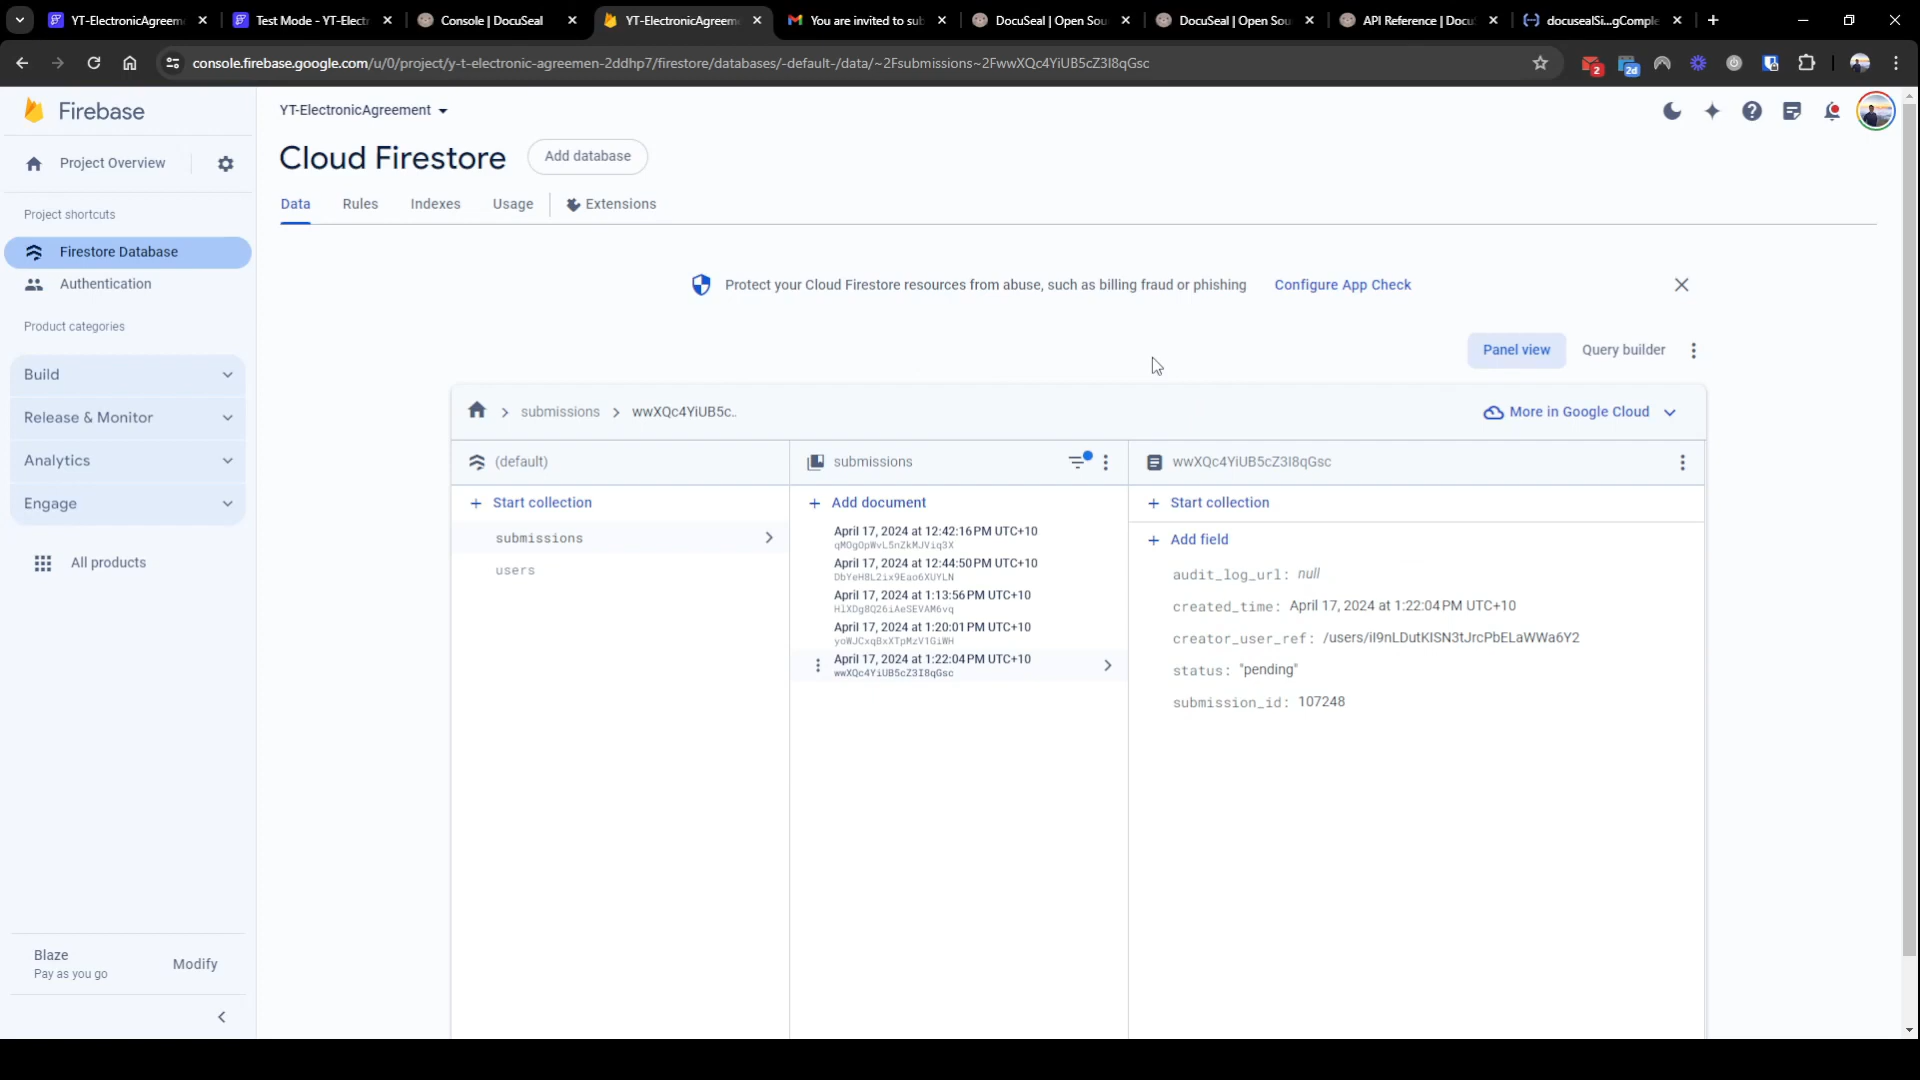 YT-ElectronicAgreem
Test Mode - YT-Elect
Console | DocuSeal
YT-ElectronicAgreem
You are invited to sub
DocuSeal | Open Sou
DocuSeal | Open Sou
API Reference | Docu
docusealSi...gComple
console.firebase.google.com/u/0/project/y-t-electronic-agreemen-2ddhp7/firestore/databases/-default-/data/~2Fsubmissions~2FwwXQc4YiUB5cZ3I8qGsc
2
2d
Firebase
YT-ElectronicAgreement
Project Overview
Cloud Firestore
Add database
Data
Rules
Indexes
Usage
Extensions
Project shortcuts
Firestore Database
Authentication
Product categories
Build
Release & Monitor
Analytics
Engage
All products
Blaze
Pay as you go
Modify
Protect your Cloud Firestore resources from abuse, such as billing fraud or phishing
Configure App Check
Panel view
Query builder
submissions
wwXQc4YiUB5c..
More in Google Cloud
(default)
submissions
wwXQc4YiUB5cZ3I8qGsc
Start collection
Add document
Start collection
submissions
users
April 17, 2024 at 12:42:16 PM UTC+10
qMOgOpWvL5nZkMJViq3X
April 17, 2024 at 12:44:50 PM UTC+10
DbYeH8L2ix9Eao6XUYLN
April 17, 2024 at 1:13:56 PM UTC+10
HlXDg8Q26iAeSEVAM6vq
April 17, 2024 at 1:20:01 PM UTC+10
yoWJCxqBxXTpMzV1GiWH
April 17, 2024 at 1:22:04 PM UTC+10
wwXQc4YiUB5cZ3I8qGsc
Add field
audit_log_url: null
created_time: April 17, 2024 at 1:22:04 PM UTC+10
creator_user_ref: /users/iI9nLDutKISN3tJrcPbELaWWa6Y2
status: "pending"
submission_id: 107248